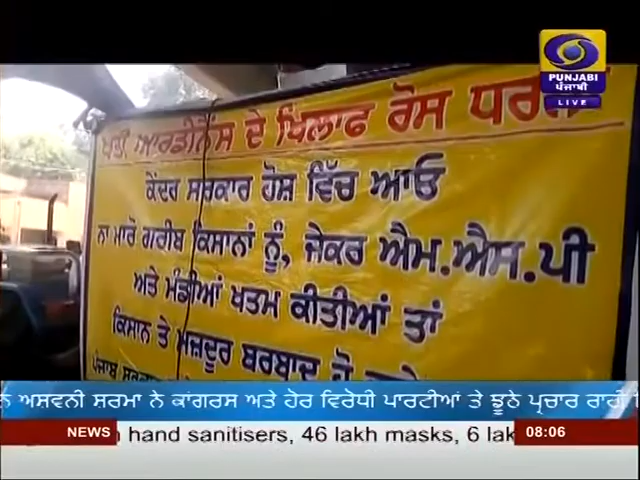 PUNJABI
ਪੰਜਾਬੀ
LIVE
ਖੇਤੀ ਆਰਡੀਨੈਂਸ ਦੇ ਖਿਲਾਫ ਰੋਸ
ਕੇਂਦਰ ਸਰਕਾਰ ਹੋਸ਼ ਵਿੱਚ ਆਓ
ਨਾ ਮਾਰੋ ਗਰੀਬ ਕਿਸਾਨਾਂ ਨੂੰ, ਜੇਕਰ ਐਮ.ਐਸ.ਪੀ
ਅਤੇ ਮੰਡੀਆਂ ਖਤਮ ਕੀਤੀਆਂ ਤਾਂ
ਕਿਸਾਨ ਤੇ ਮਜ਼ਦੂਰ ਬਰਬਾਦ ਹੋ
ਪੰਜਾਬ
ਅਸ਼ਵਨੀ ਸ਼ਰਮਾ ਨੇ ਕਾਂਗਰਸ ਅਤੇ ਹੋਰ ਵਿਰੋਧੀ ਪਾਰਟੀਆਂ ਤੇ ਝੂਠੇ ਪ੍ਰਚਾਰ
NEWS hand sanitisers, 46 lakh masks, 6 lak 08:06